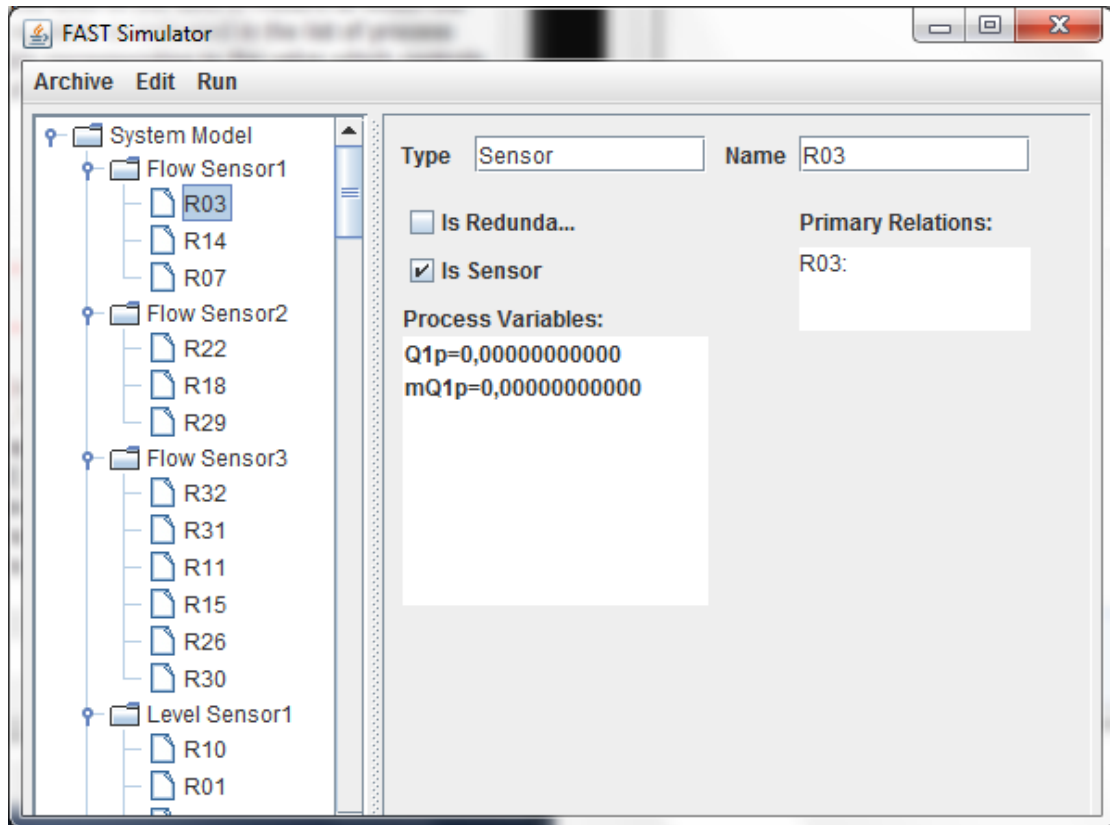 FAST Simulator
Archive Edit Run
System Model
Flow Sensor1
R03
R14
R07
Flow Sensor2
R22
R18
R29
Flow Sensor3
R32
R31
R11
R15
R26
R30
Level Sensor1
R10
R01
Type Sensor Name R03
Is Redunda...
Is Sensor
Primary Relations:
R03:
Process Variables:
Q1p=0,00000000000
mQ1p=0,00000000000